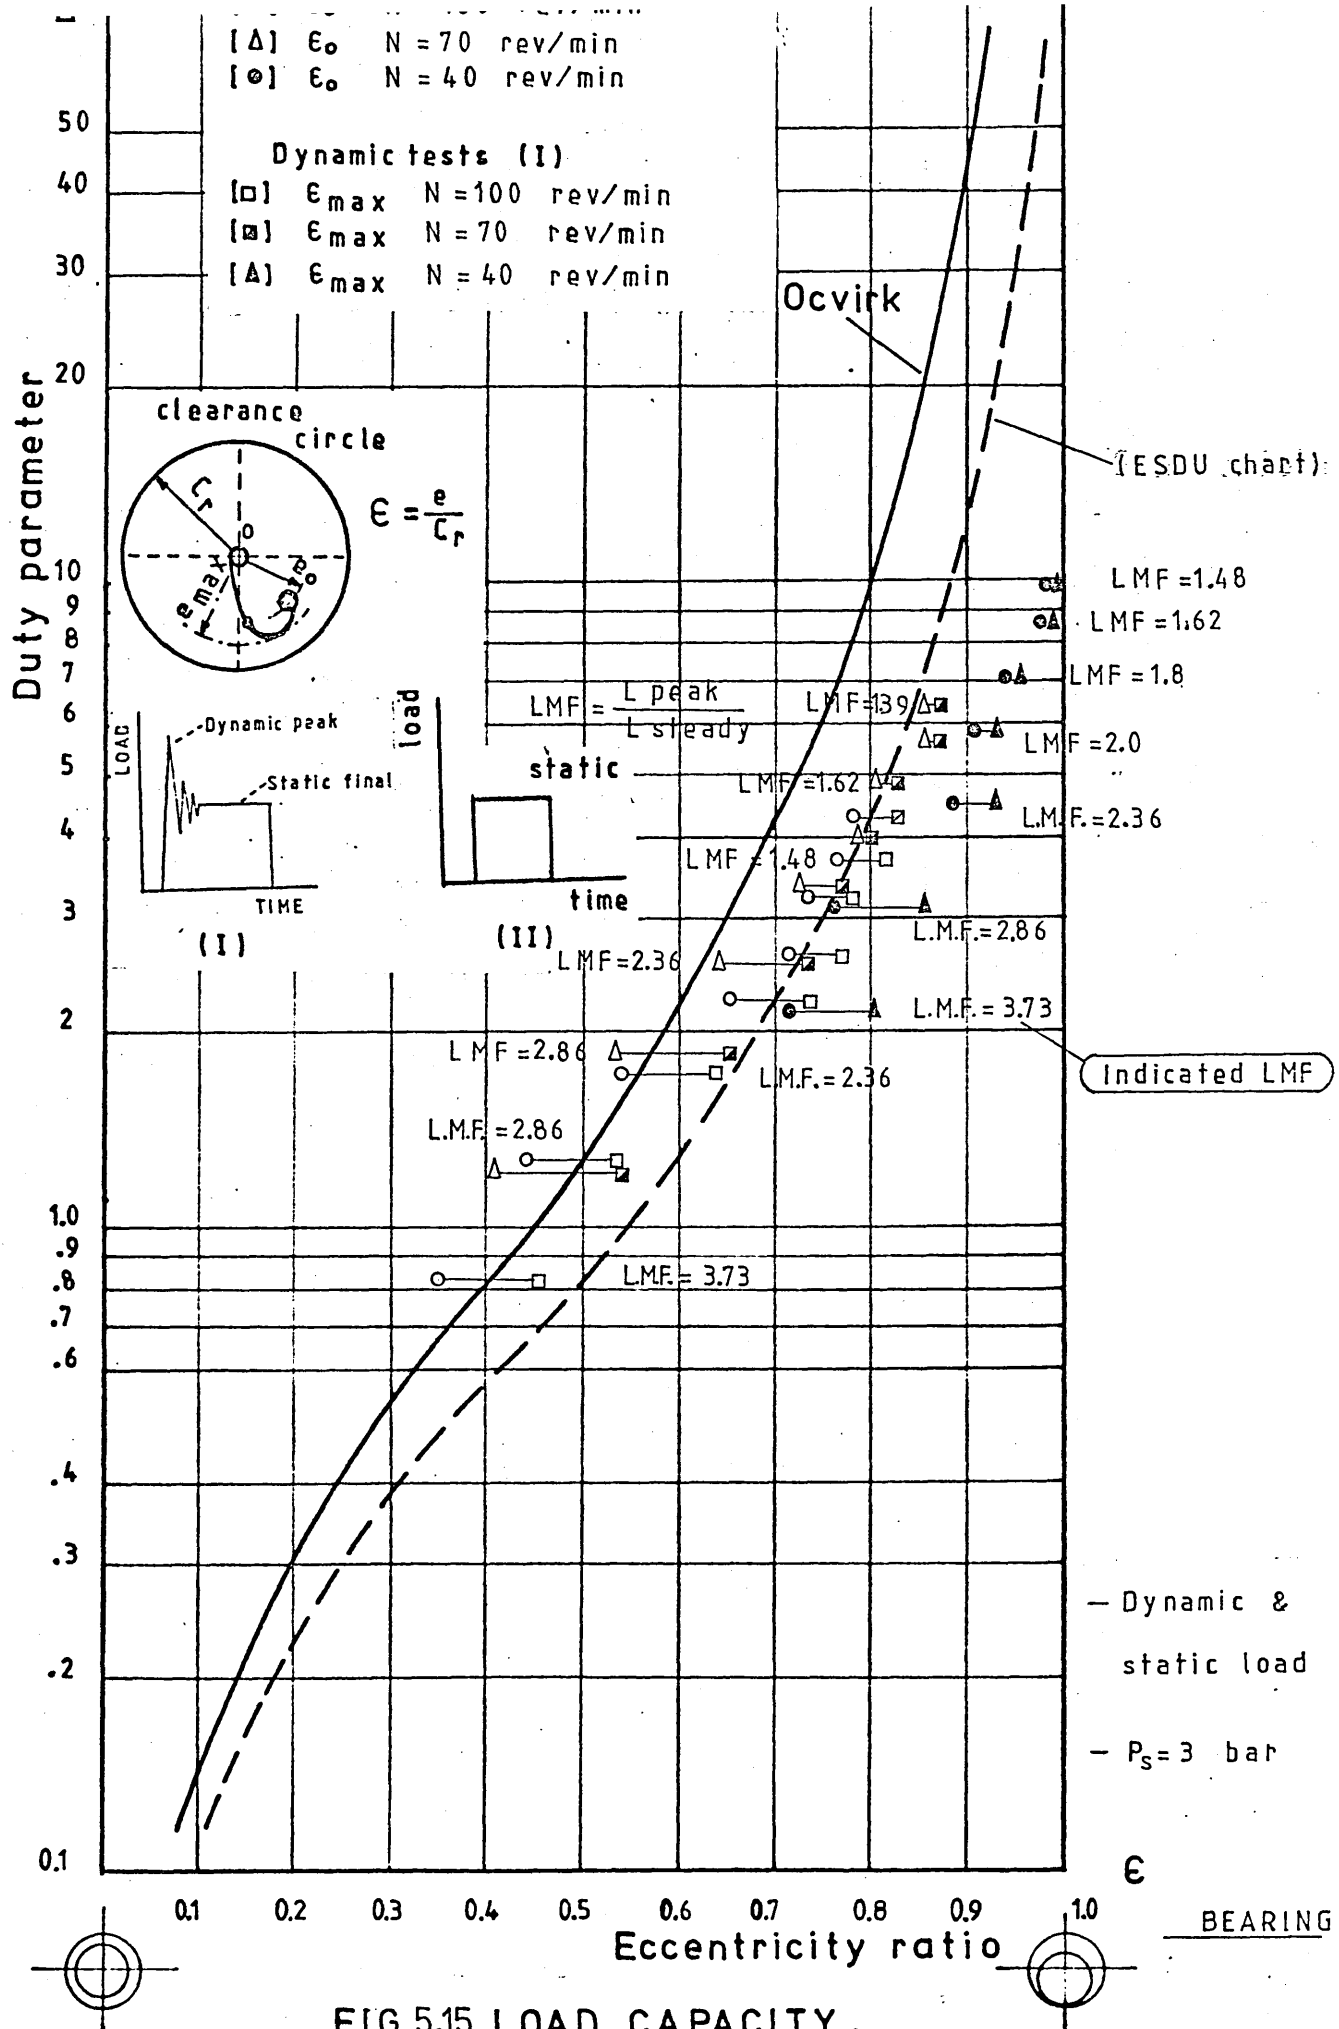 [Δ] ε₀ N = 70 rev/min
[⊙] ε₀ N = 40 rev/min
Dynamic tests (I)
[□] ε max N = 100 rev/min
[◪] ε max N = 70 rev/min
[Δ] ε max N = 40 rev/min
50
40
30
20
10
9
8
7
6
5
4
3
2
1.0
.9
.8
.7
.6
.4
.3
.2
0.1
Duty parameter
Ocvirk
(ESDU chart)
clearance
circle
Cr
o
e max
e₀
ε = e / Cr
LMF = L peak / L steady
LOAD
Dynamic peak
Static final
TIME
(I)
load
static
time
(II)
LMF=1.48
LMF=1.62
LMF=1.8
LMF=2.0
L.M.F.=2.36
L.M.F.=2.86
L.M.F.=3.73
Indicated LMF
LMF=1.39
LMF=1.62
LMF=1.48
LMF=2.36
LMF=2.86
L.M.F.=2.36
L.M.F.=2.86
L.M.F.=3.73
– Dynamic &
static load
– Ps=3 bar
ε
0.1 0.2 0.3 0.4 0.5 0.6 0.7 0.8 0.9 1.0
Eccentricity ratio
BEARING
FIG 5.15 LOAD CAPACITY.